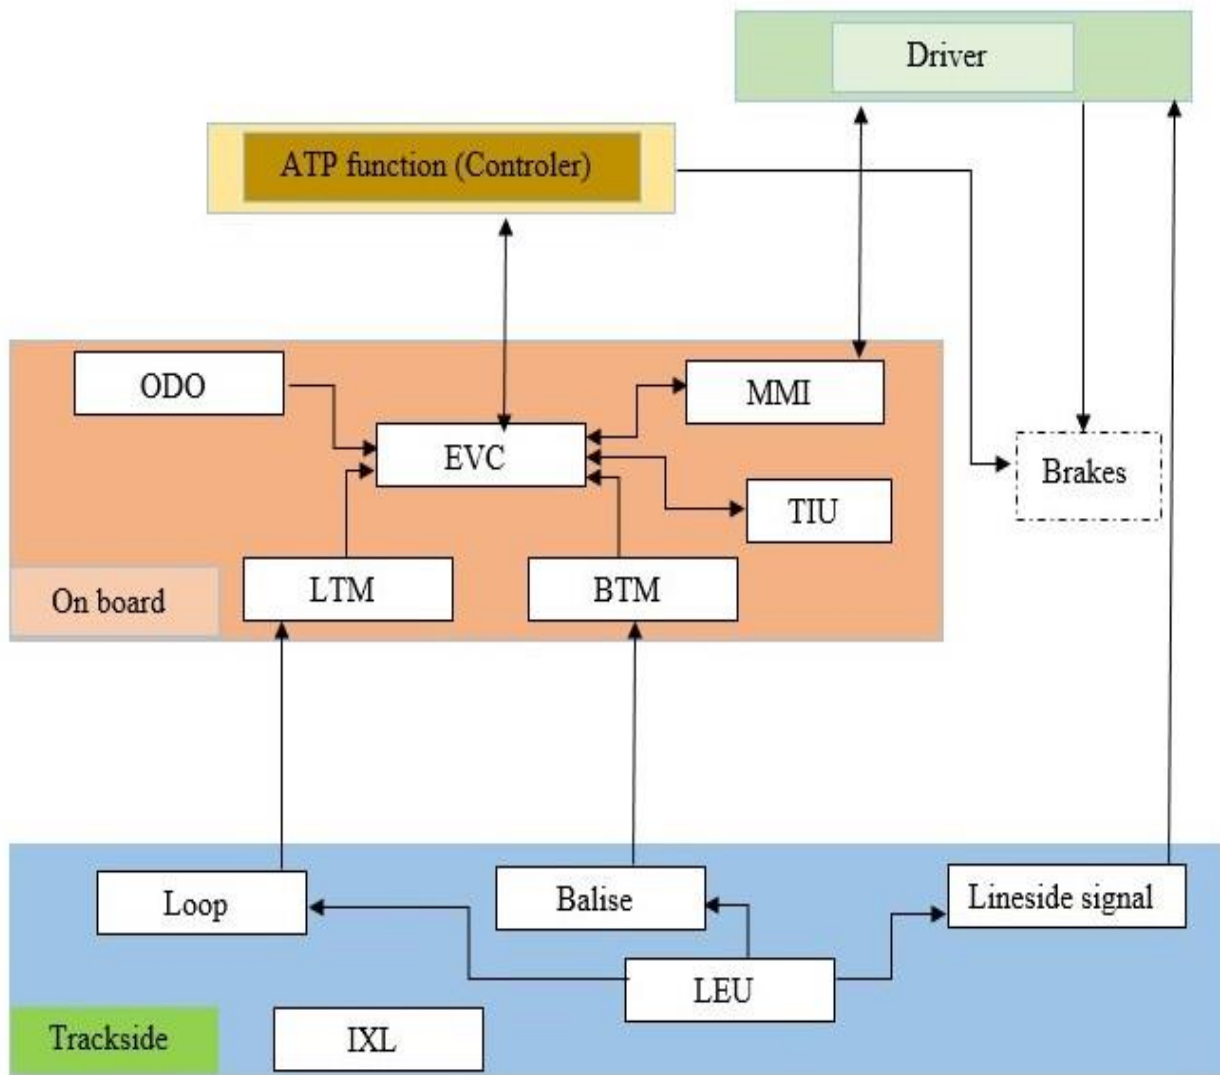 Driver
ATP function (Controler)
ODO
MMI
EVC
Brakes
TIU
LTM
BTM
On board
Loop
Balise
Lineside signal
LEU
Trackside
IXL